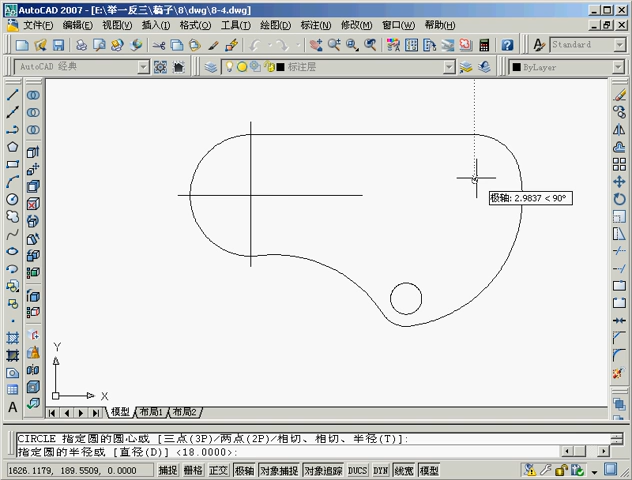 AutoCAD 2007 - [E:\举一反三\稿子\8\dwg\8-4.dwg]
文件(F) 编辑(E) 视图(V) 插入(I) 格式(O) 工具(T) 绘图(D) 标注(N) 修改(M) 窗口(W) 帮助(H)
Standard
AutoCAD 经典 标注层 ByLayer
极轴: 2.9837 < 90°
Y
X
A
模型 布局1 布局2
CIRCLE 指定圆的圆心或 [三点(3P)/两点(2P)/相切、相切、半径(T)]:
指定圆的半径或 [直径(D)] <18.0000>:
1626.1179, 189.5509, 0.0000 捕捉 栅格 正交 极轴 对象捕捉 对象追踪 DUCS DYN 线宽 模型